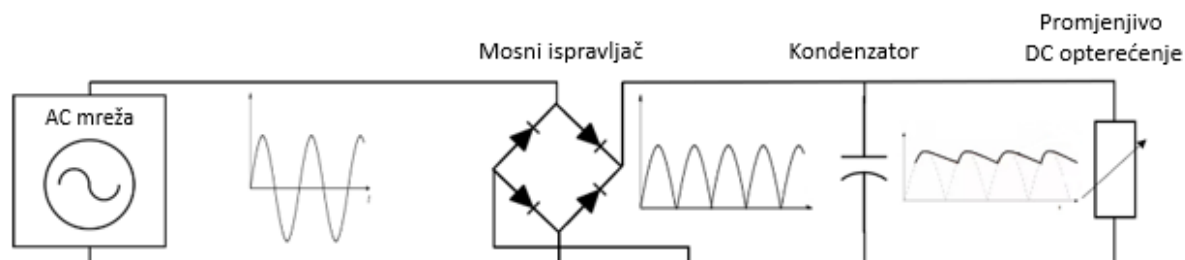 Promjenjivo
DC opterećenje
Mosni ispravljač
Kondenzator
AC mreža